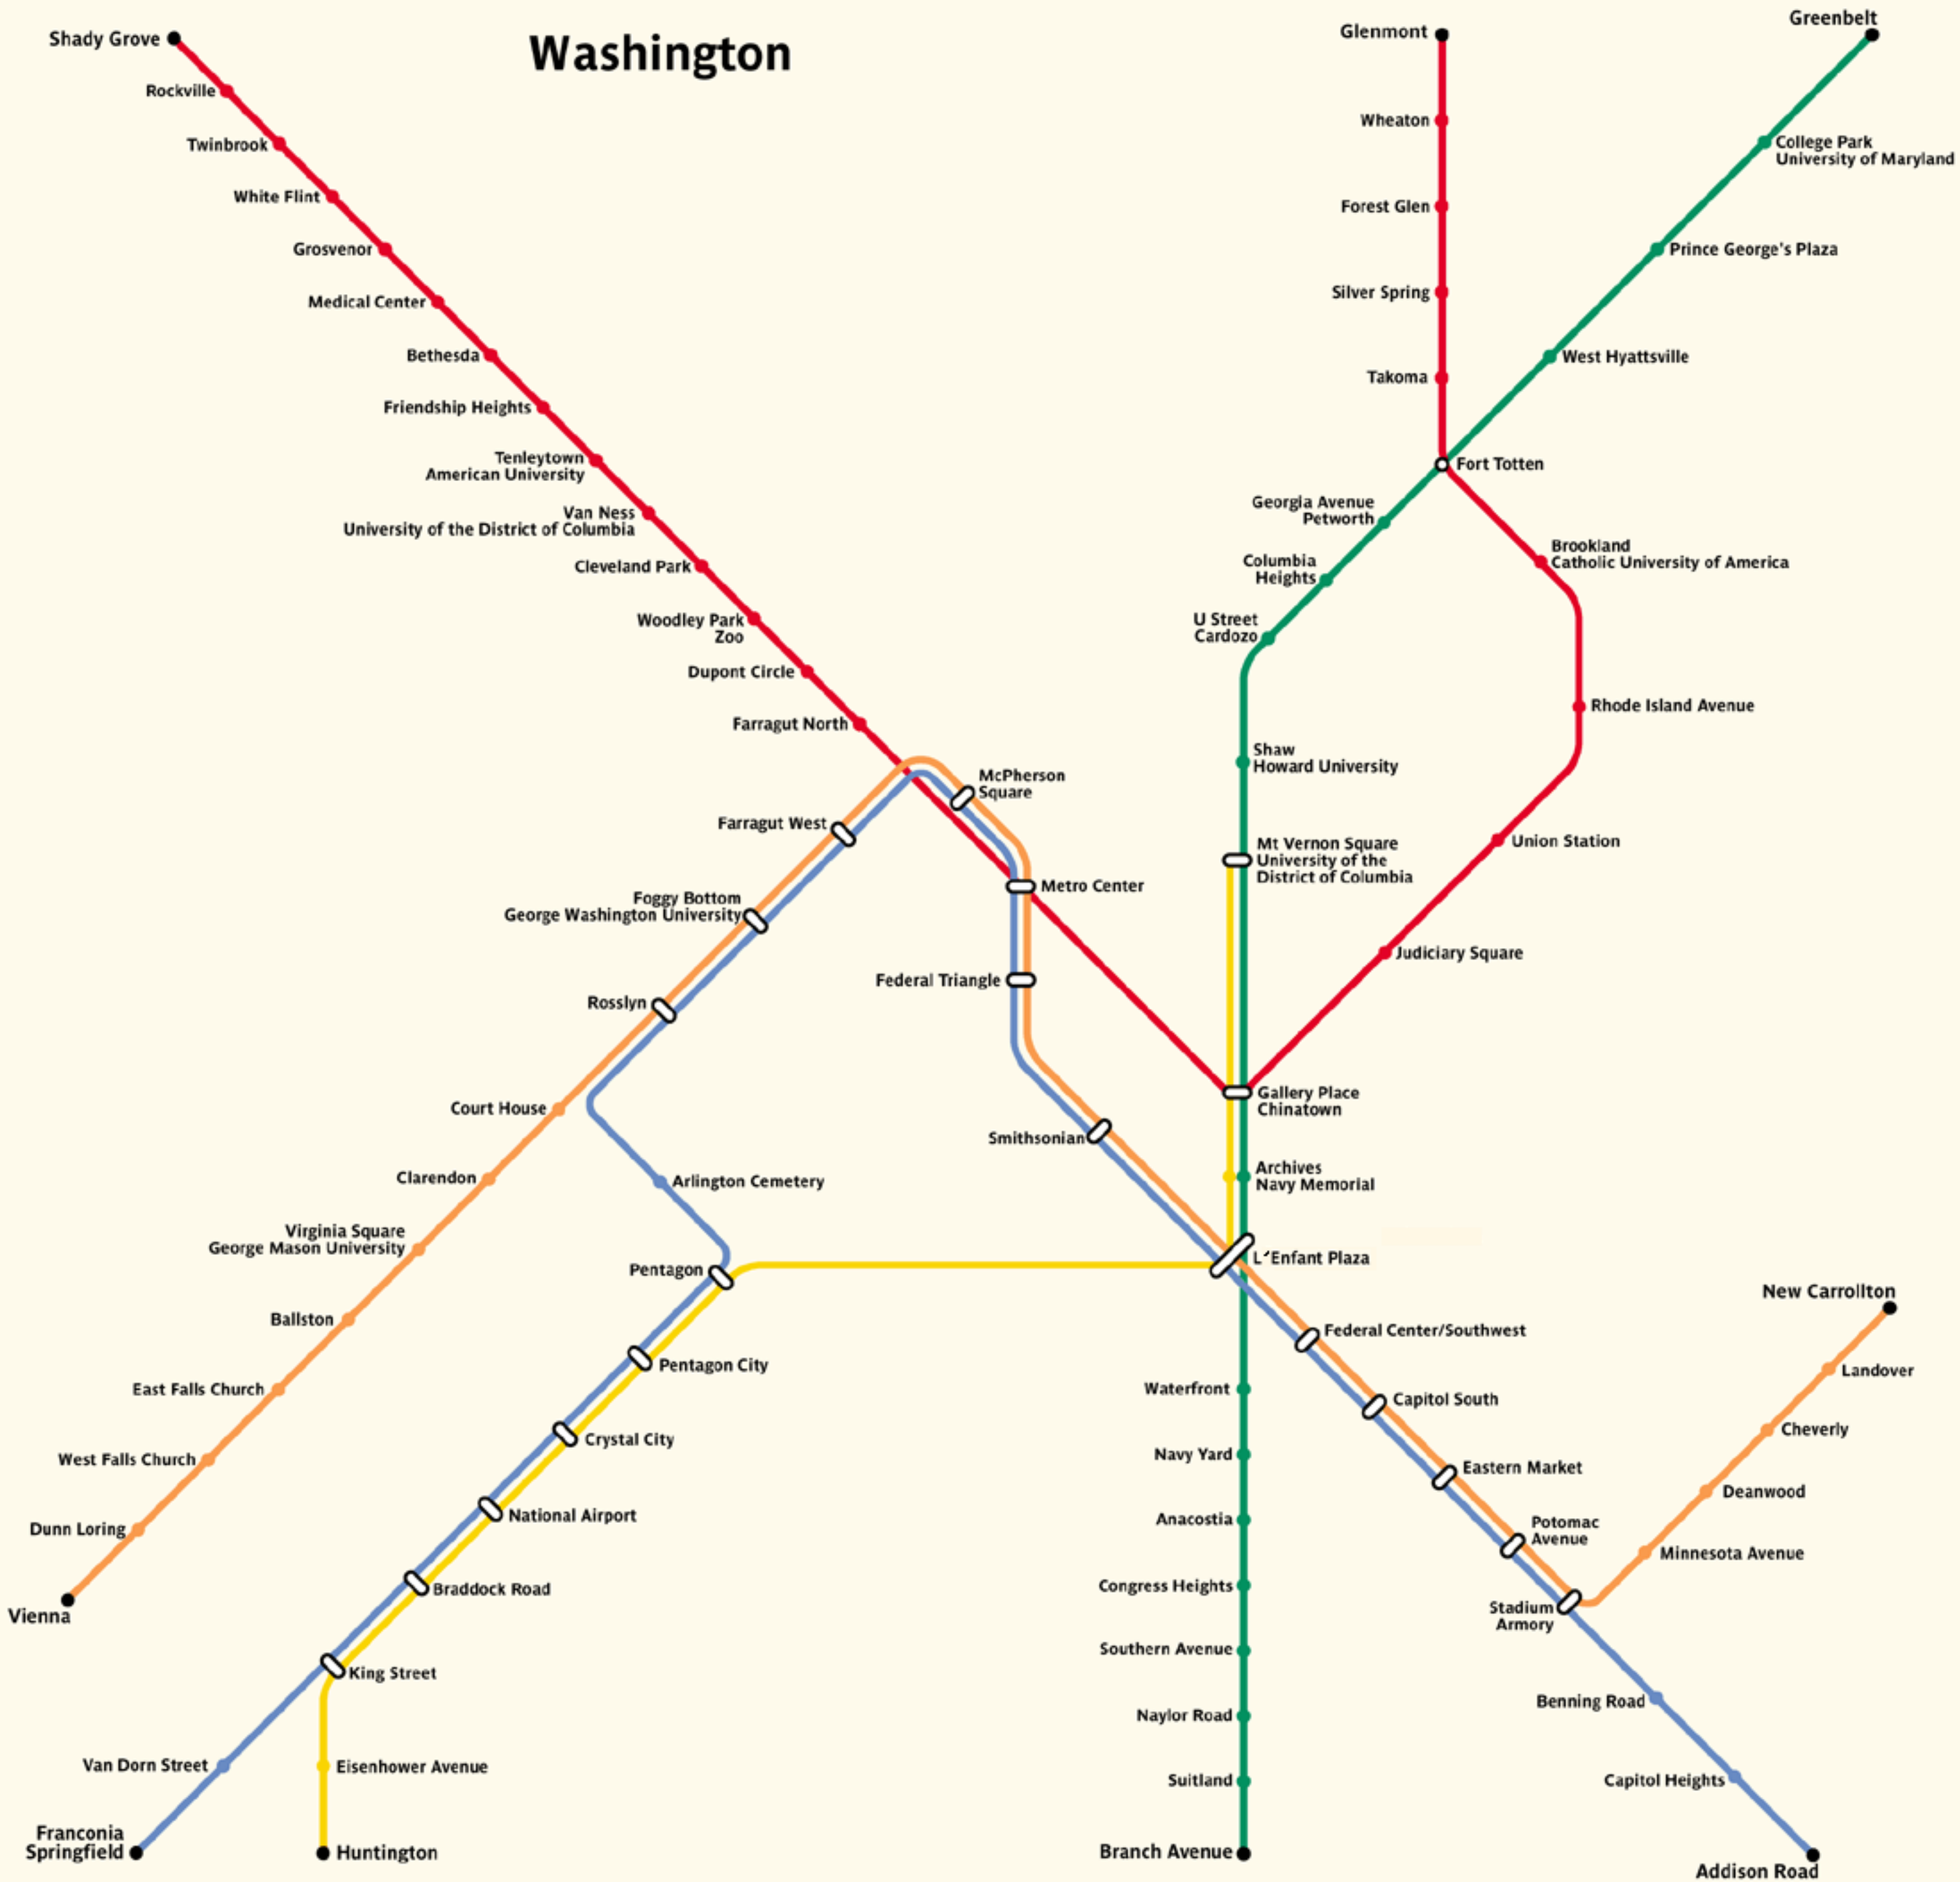 Washington
Shady Grove
Rockville
Twinbrook
White Flint
Grosvenor
Medical Center
Bethesda
Friendship Heights
Tenleytown
American University
Van Ness
University of the District of Columbia
Cleveland Park
Woodley Park
Zoo
Dupont Circle
Farragut North
Glenmont
Wheaton
Forest Glen
Silver Spring
Takoma
Greenbelt
College Park
University of Maryland
Prince George's Plaza
West Hyattsville
Fort Totten
Georgia Avenue
Petworth
Columbia
Heights
U Street
Cardozo
Brookland
Catholic University of America
Rhode Island Avenue
Shaw
Howard University
Mt Vernon Square
University of the
District of Columbia
Union Station
Judiciary Square
McPherson
Square
Farragut West
Metro Center
Foggy Bottom
George Washington University
Federal Triangle
Rosslyn
Gallery Place
Chinatown
Court House
Smithsonian
Archives
Navy Memorial
Clarendon
Arlington Cemetery
Virginia Square
George Mason University
Pentagon
L´Enfant Plaza
Ballston
Pentagon City
East Falls Church
Crystal City
West Falls Church
National Airport
Dunn Loring
Braddock Road
Vienna
King Street
Van Dorn Street
Eisenhower Avenue
Franconia
Springfield
Huntington
Federal Center/Southwest
Waterfront
Capitol South
Navy Yard
Eastern Market
Anacostia
Potomac
Avenue
Congress Heights
Stadium
Armory
Southern Avenue
Naylor Road
Suitland
Branch Avenue
New Carrollton
Landover
Cheverly
Deanwood
Minnesota Avenue
Benning Road
Capitol Heights
Addison Road